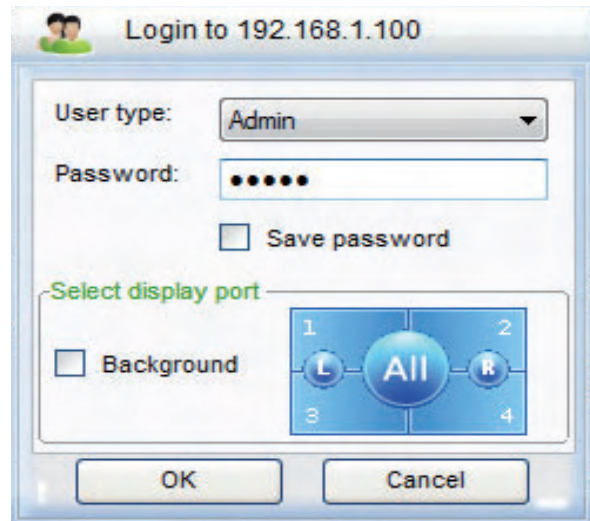 Login to 192.168.1.100
User type: Admin
Password: •••••
Save password
Select display port
1 2
Background L All R
3 4
OK Cancel